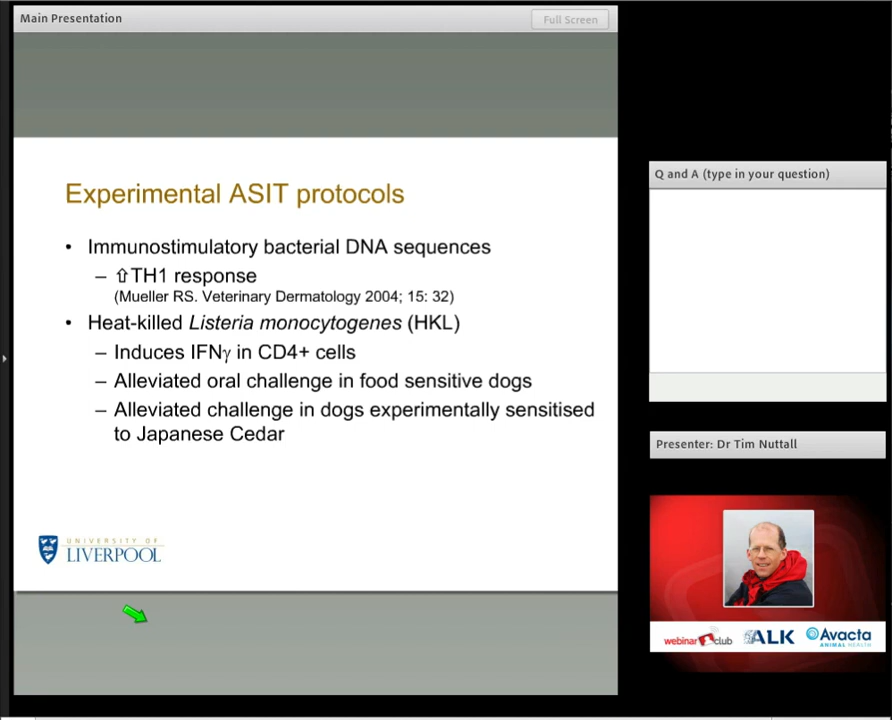 Main Presentation
Full Screen
Experimental ASIT protocols
• Immunostimulatory bacterial DNA sequences
– ⇧TH1 response
(Mueller RS. Veterinary Dermatology 2004; 15: 32)
• Heat-killed Listeria monocytogenes (HKL)
– Induces IFNγ in CD4+ cells
– Alleviated oral challenge in food sensitive dogs
– Alleviated challenge in dogs experimentally sensitised
to Japanese Cedar
UNIVERSITY OF
LIVERPOOL
Q and A (type in your question)
Presenter: Dr Tim Nuttall
webinar club ALK Avacta
ANIMAL HEALTH